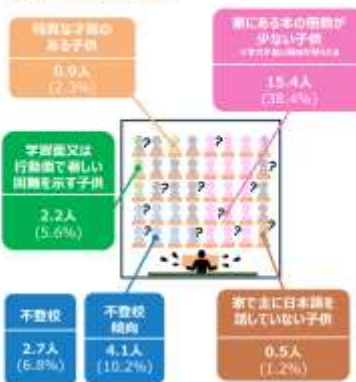 特異な才能の
ある子供
0.9人
(2.3%)
家にある本の冊数が
少ない子供
15.4人
(38.4%)
学習面又は
行動面で著しい
困難を示す子供
2.2人
(5.6%)
?
?
?
?
?
?
?
?
?
?
不登校
2.7人
(6.8%)
不登校
傾向
4.1人
(10.2%)
家で主に日本語を
話していない子供
0.5人
(1.2%)